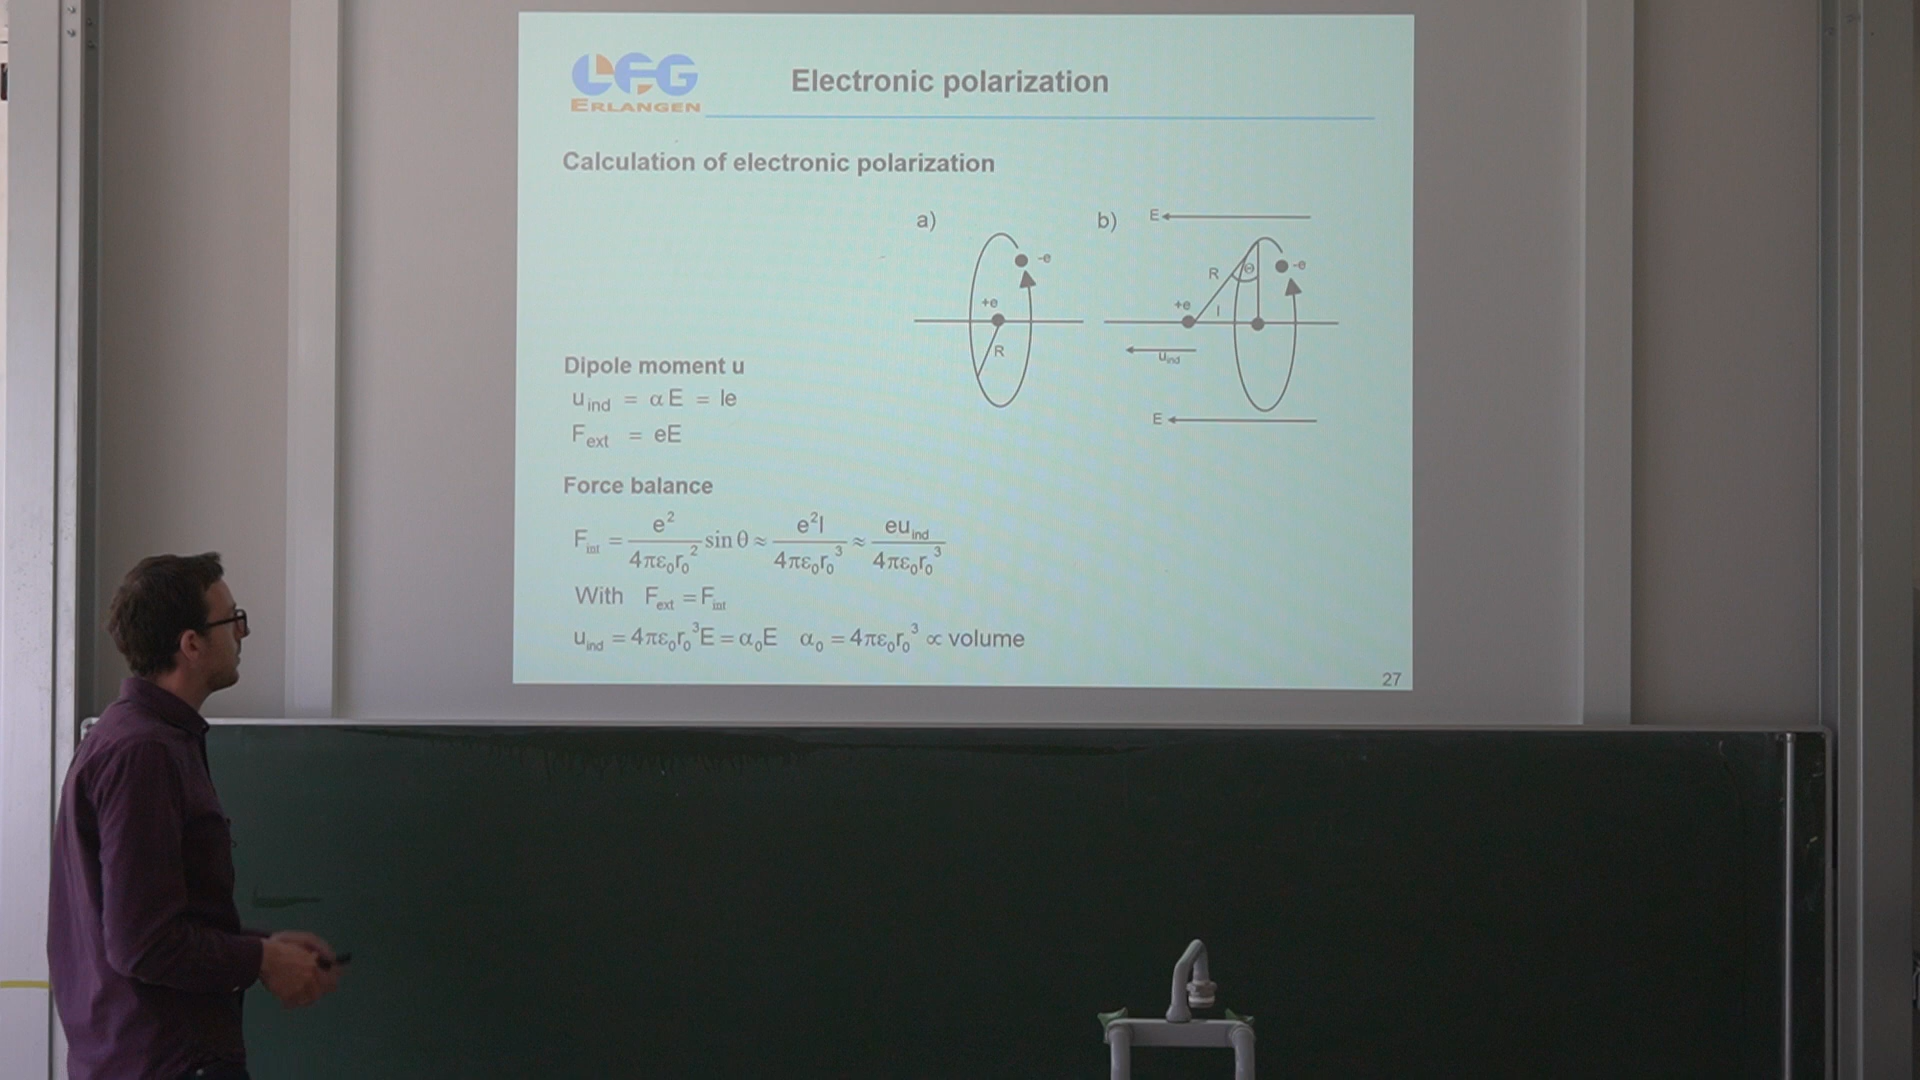 LFG
ERLANGEN
Electronic polarization
Calculation of electronic polarization
a)
-e
+e
R
b)
E
R
Θ
-e
+e
l
u_ind
E
Dipole moment u
u_ind = αE = le
F_ext = eE
Force balance
F_int = e²/(4πε₀r₀²) sin θ ≈ e²l/(4πε₀r₀³) ≈ eu_ind/(4πε₀r₀³)
With F_ext = F_int
u_ind = 4πε₀r₀³E = α₀E α₀ = 4πε₀r₀³ ∝ volume
27